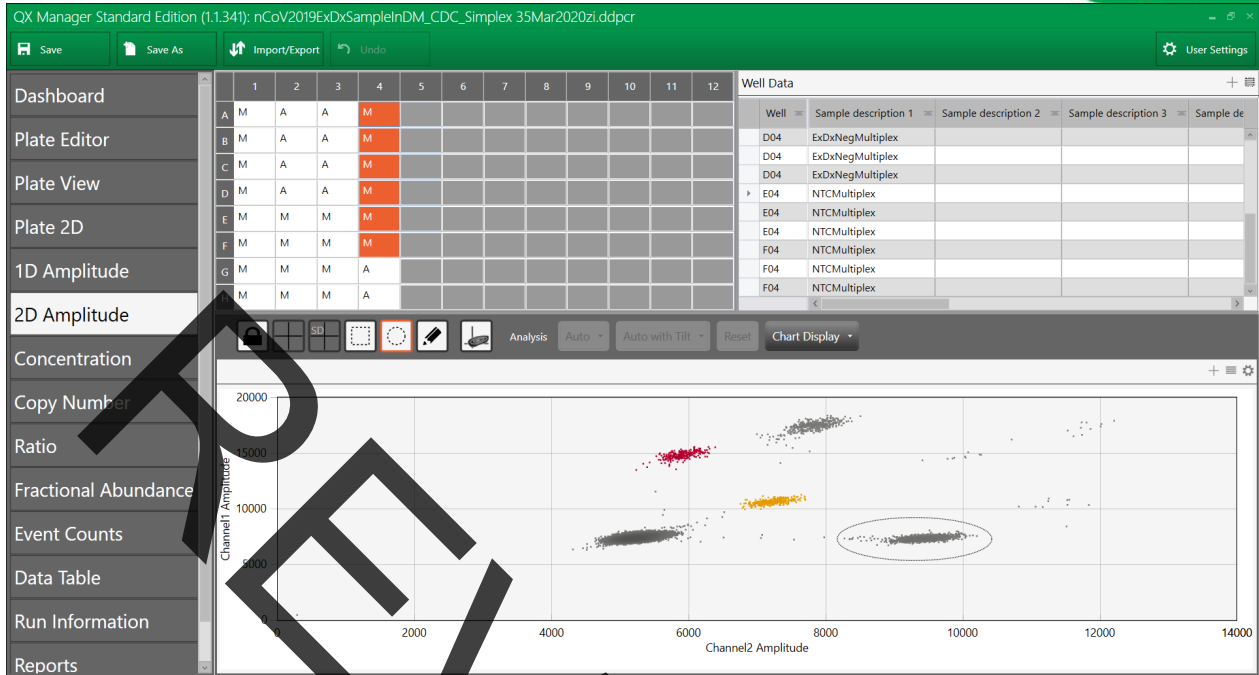 QX Manager Standard Edition (1.1.341): nCoV2019ExDxSampleInDM_CDC_Simplex 35Mar2020zi.ddpcr
Save
Save As
Import/Export
Undo
User Settings
Dashboard
Plate Editor
Plate View
Plate 2D
1D Amplitude
2D Amplitude
Concentration
Copy Number
Ratio
Fractional Abundance
Event Counts
Data Table
Run Information
Reports
1 2 3 4 5 6 7 8 9 10 11 12
A M A A M
B M A A M
C M A A M
D M A A M
E M M M M
F M M M M
G M M M A
H M M M A
Well Data
Well Sample description 1 Sample description 2 Sample description 3 Sample de
D04 ExDxNegMultiplex
D04 ExDxNegMultiplex
D04 ExDxNegMultiplex
E04 NTCMultiplex
E04 NTCMultiplex
E04 NTCMultiplex
F04 NTCMultiplex
F04 NTCMultiplex
F04 NTCMultiplex
SD
Analysis
Auto
Auto with Tilt
Reset
Chart Display
Channel1 Amplitude
20000
15000
10000
5000
0
0 2000 4000 6000 8000 10000 12000 14000
Channel2 Amplitude